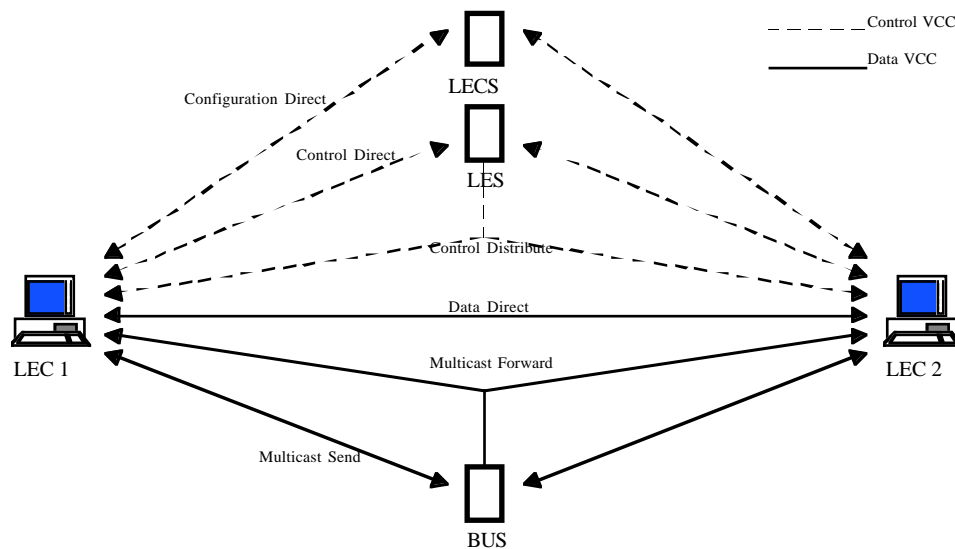 Control VCC
Data VCC
LECS
Configuration Direct
Control Direct
LES
Control Distribute
Data Direct
LEC 1
LEC 2
Multicast Forward
Multicast Send
BUS